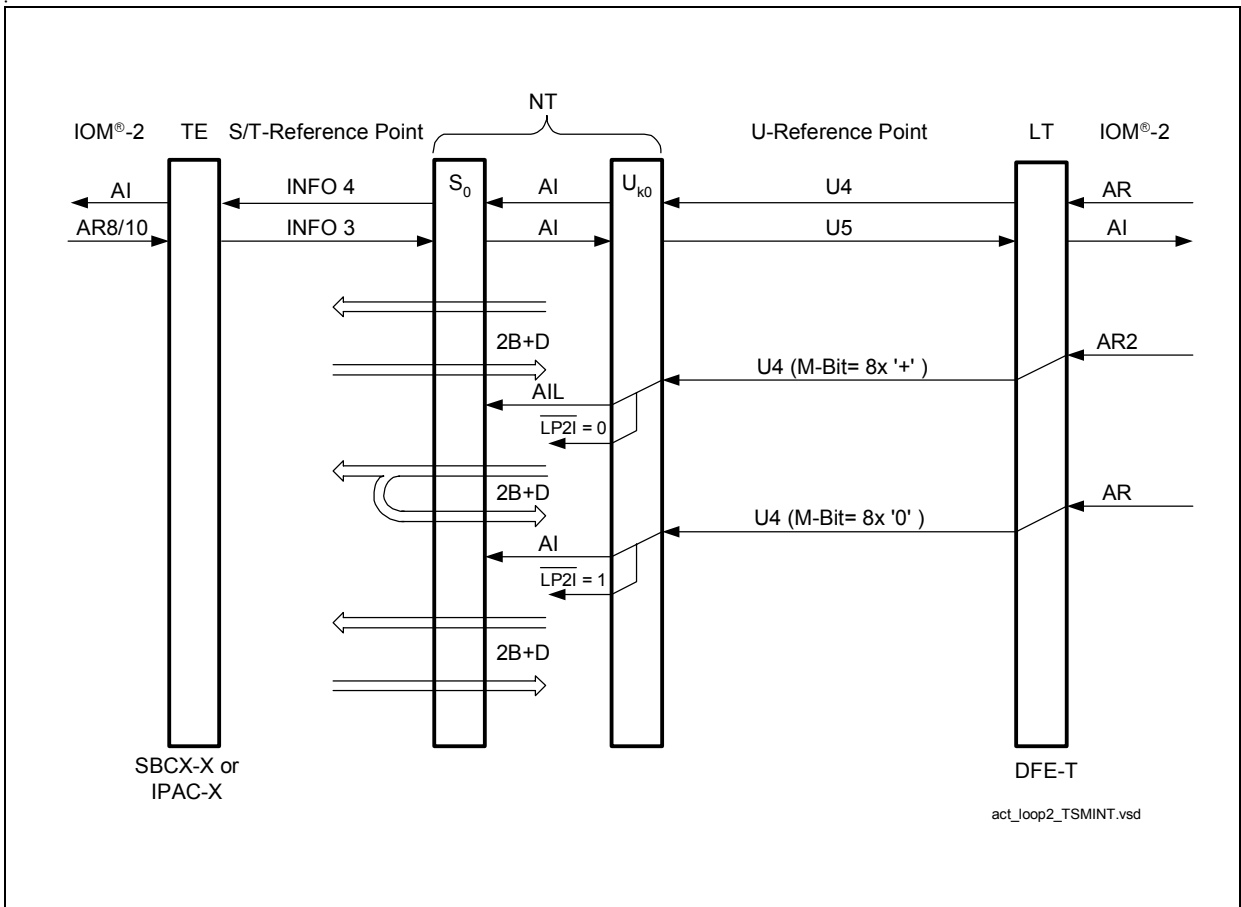 NT
IOM®-2 TE S/T-Reference Point U-Reference Point LT IOM®-2
S0 Uk0
AI INFO 4 AI U4 AR
AR8/10 INFO 3 AI U5 AI
2B+D
AR2
U4 (M-Bit= 8x '+' )
AIL
LP2I = 0
2B+D
AR
U4 (M-Bit= 8x '0' )
AI
LP2I = 1
2B+D
SBCX-X or
IPAC-X
DFE-T
act_loop2_TSMINT.vsd